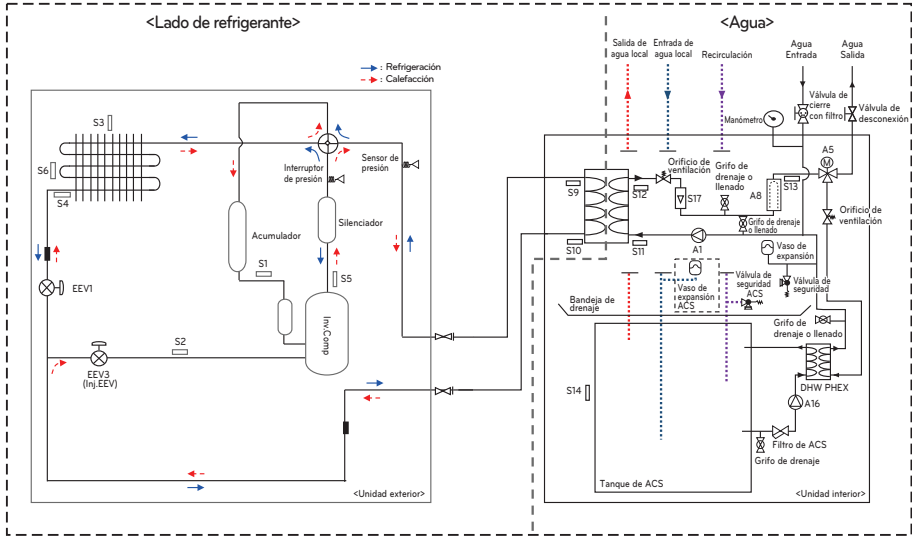 <Lado de refrigerante>
<Agua>
: Refrigeración
: Calefacción
Salida de
agua local
Entrada de
agua local
Recirculación
Agua
Entrada
Agua
Salida
Válvula de
cierre
con filtro
Válvula de
desconexión
Manómetro
S3
S6
S4
Interruptor
de presión
Sensor de
presión
Acumulador
Silenciador
S1
S5
EEV1
Inv.Comp
S2
EEV3
(Inj.EEV)
<Unidad exterior>
S9
S12
S10
S11
Orificio de
ventilación
S17
Grifo de
drenaje o
llenado
A8
S13
A5
M
Orificio de
ventilación
Grifo de drenaje
o llenado
A1
Vaso de
expansión
Vaso de
expansión
ACS
Válvula de
seguridad
ACS
Válvula de
seguridad
Bandeja de
drenaje
Grifo de
drenaje o llenado
DHW PHEX
S14
A16
Filtro de ACS
Grifo de drenaje
Tanque de ACS
<Unidad interior>